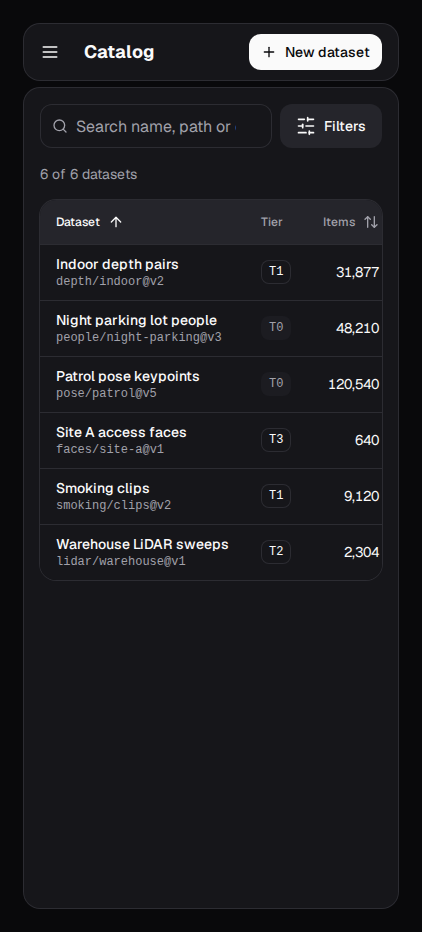 Catalog
New dataset
Search name, path or
Filters
6 of 6 datasets
Dataset Tier Items
Indoor depth pairs
depth/indoor@v2
T1
31,877
Night parking lot people
people/night-parking@v3
T0
48,210
Patrol pose keypoints
pose/patrol@v5
T0
120,540
Site A access faces
faces/site-a@v1
T3
640
Smoking clips
smoking/clips@v2
T1
9,120
Warehouse LiDAR sweeps
lidar/warehouse@v1
T2
2,304